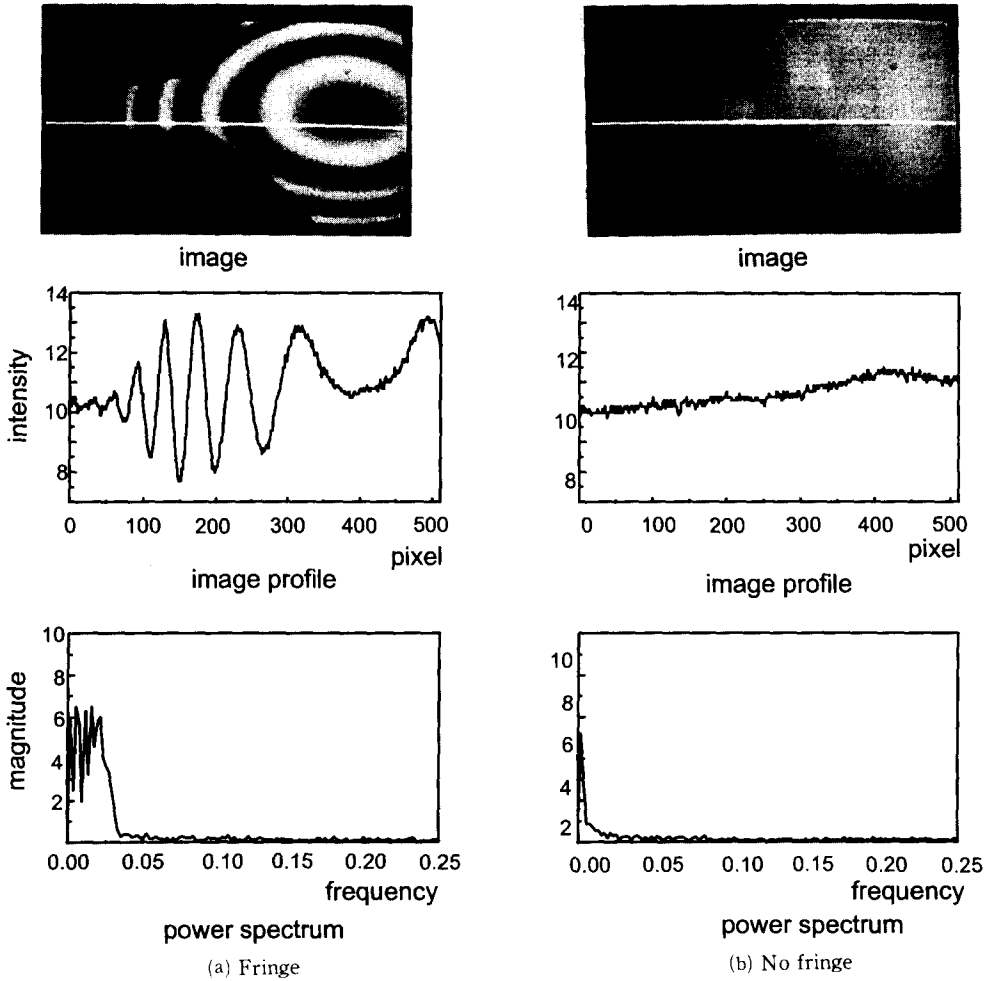 image
14
12
10
8
intensity
0 100 200 300 400 500
pixel
image profile
10
8
6
4
2
magnitude
0.00 0.05 0.10 0.15 0.20 0.25
frequency
power spectrum
(a) Fringe
image
14
12
10
8
0 100 200 300 400 500
pixel
image profile
10
8
6
4
2
0.00 0.05 0.10 0.15 0.20 0.25
frequency
power spectrum
(b) No fringe